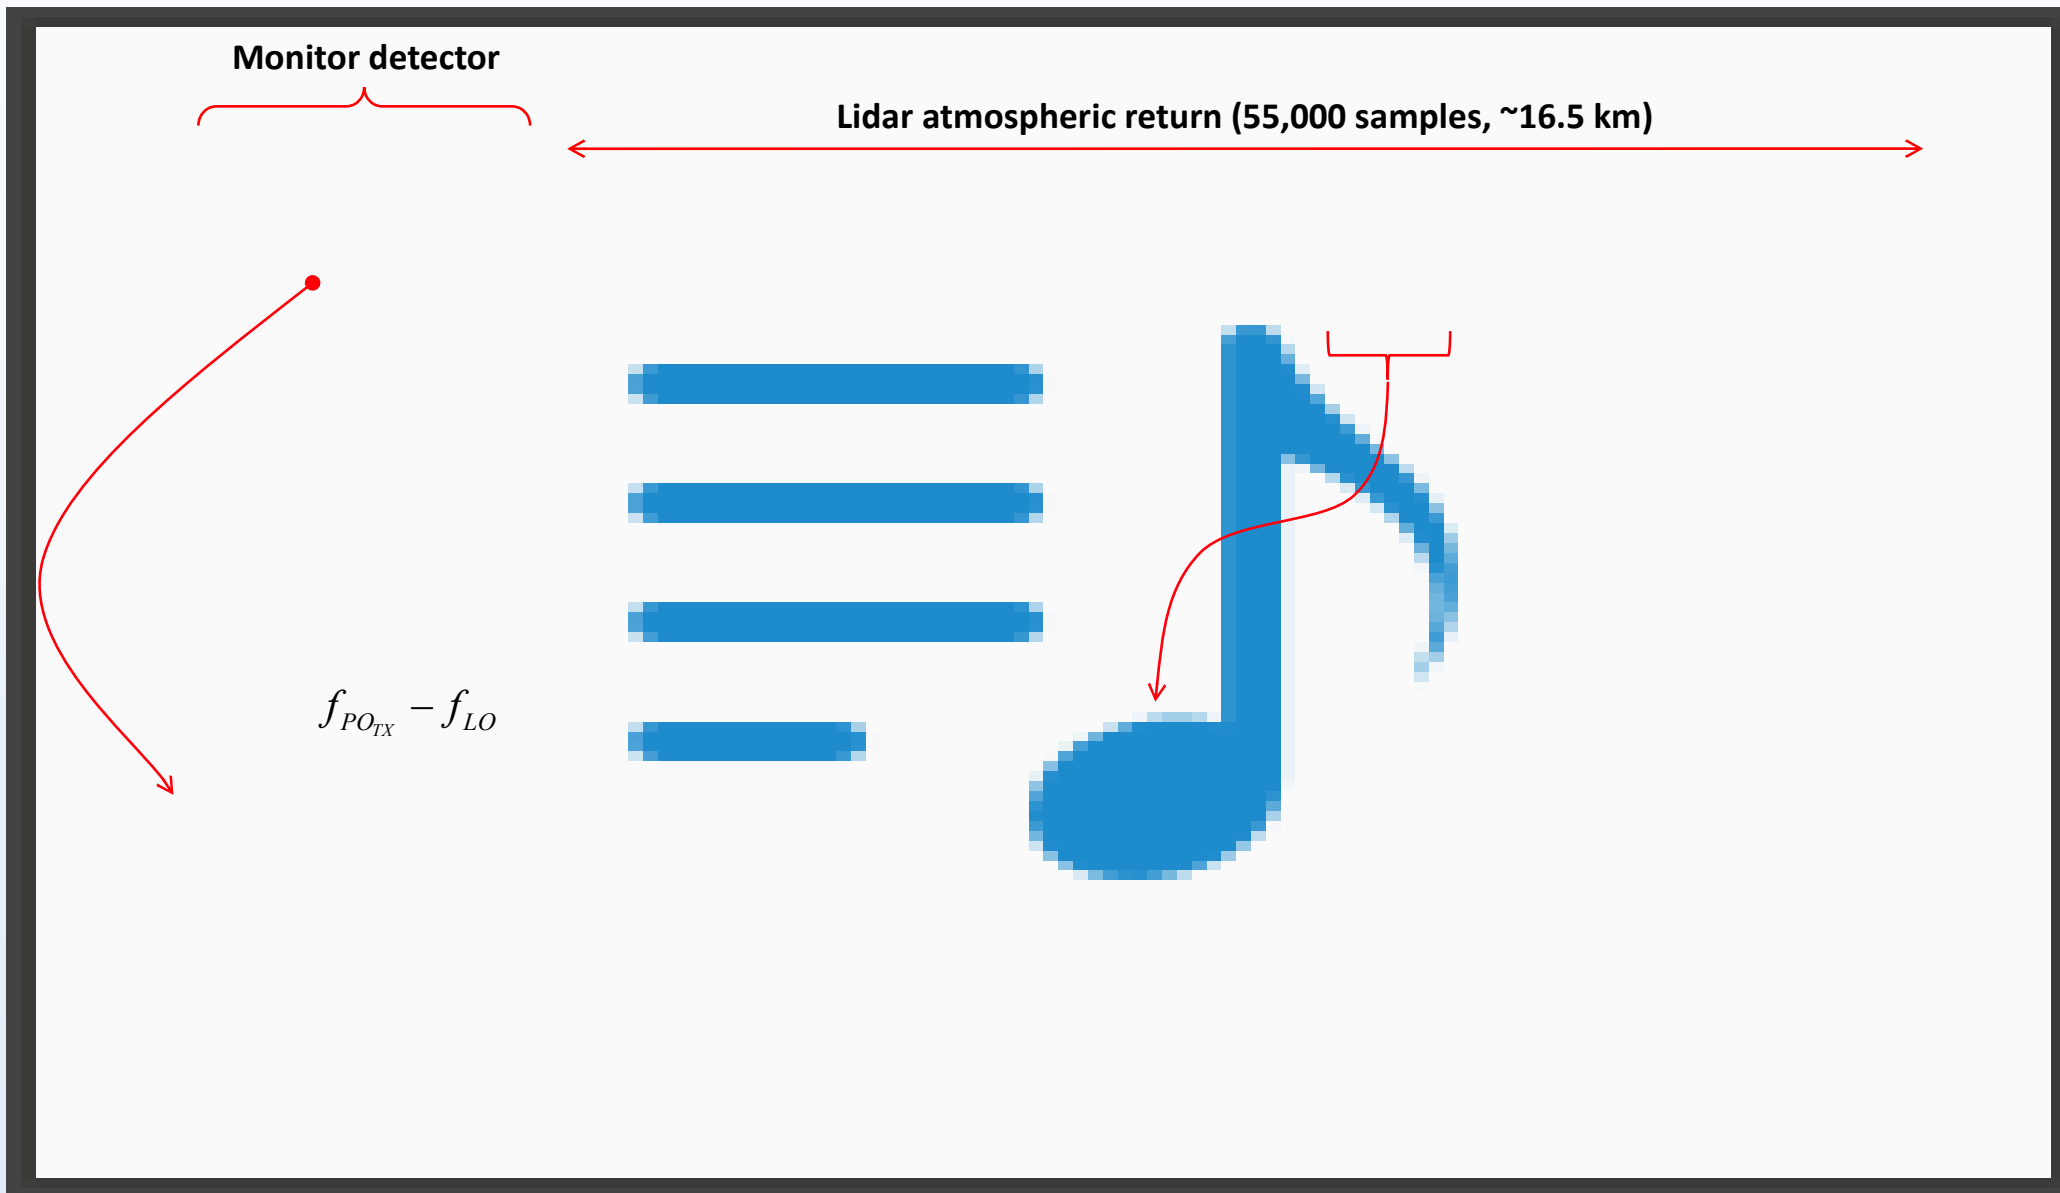 Monitor detector
Lidar atmospheric return (55,000 samples, ~16.5 km)
f_{PO_{TX}} − f_{LO}